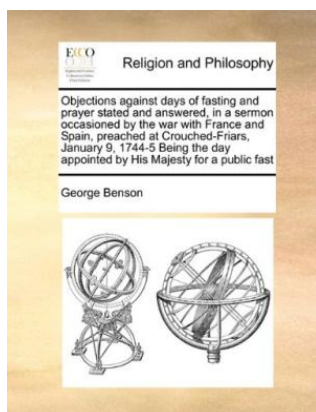 ECCO
Religion and Philosophy
Objections against days of fasting and
prayer stated and answered, in a sermon
occasioned by the war with France and
Spain, preached at Crouched-Friars,
January 9, 1744-5 Being the day
appointed by His Majesty for a public fast
George Benson